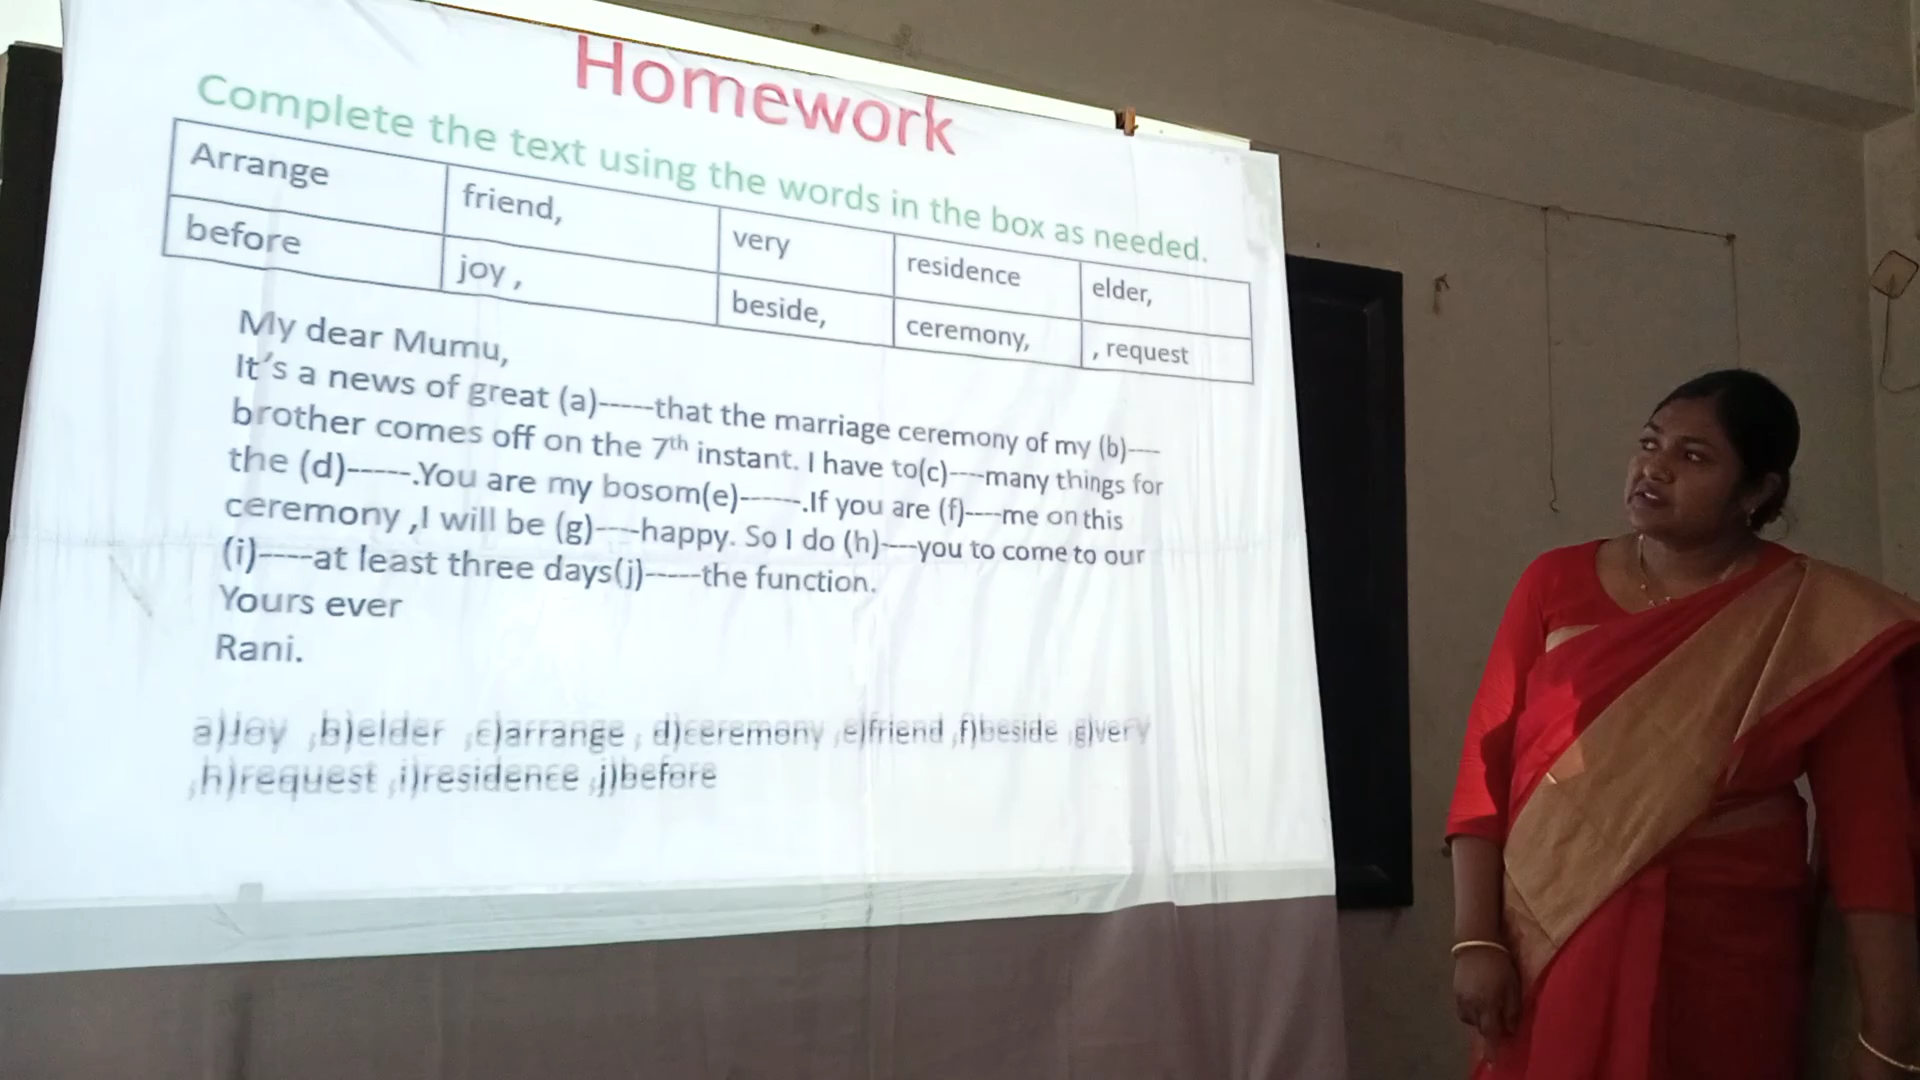 Homework
Complete the text using the words in the box as needed.
Arrange friend, very residence elder,
before joy , beside, ceremony, , request
My dear Mumu,
It's a news of great (a)-----that the marriage ceremony of my (b)----
brother comes off on the 7th instant. I have to(c)----many things for
the (d)------.You are my bosom(e)------.If you are (f)----me on this
ceremony ,I will be (g)----happy. So I do (h)----you to come to our
(i)-----at least three days(j)-----the function.
Yours ever
Rani.
a)Joy ,b)elder ,c)arrange , d)ceremony ,e)friend ,f)beside ,g)very
,h)request ,i)residence ,j)before